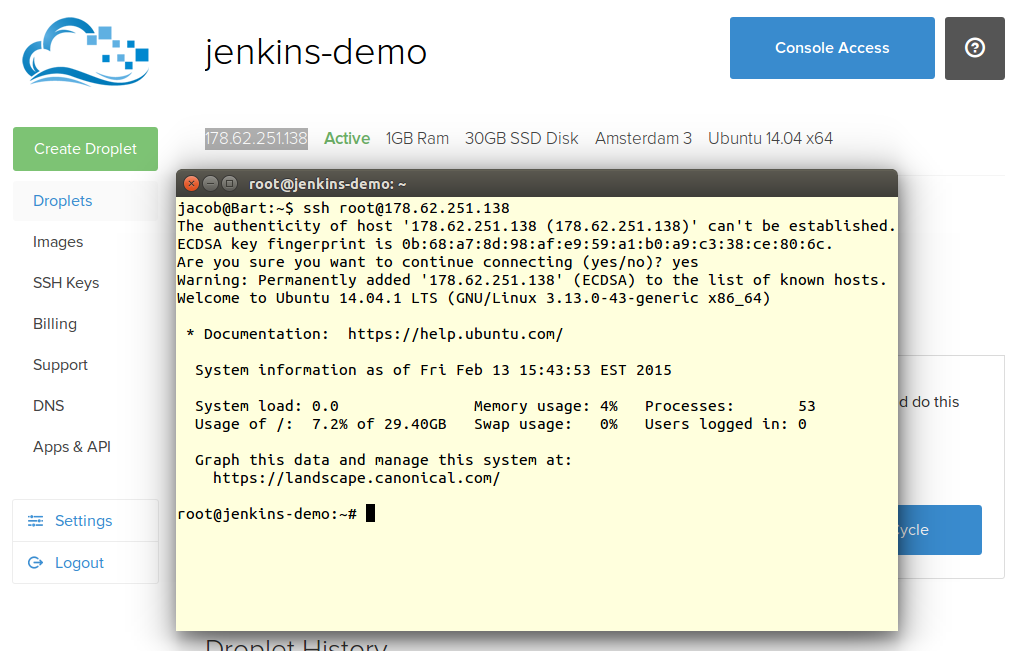 jenkins-demo
Console Access
?
Create Droplet
178.62.251.138 Active 1GB Ram 30GB SSD Disk Amsterdam 3 Ubuntu 14.04 x64
Droplets
Images
SSH Keys
Billing
Support
DNS
Apps & API
Settings
Logout
root@jenkins-demo: ~
jacob@Bart:~$ ssh root@178.62.251.138
The authenticity of host '178.62.251.138 (178.62.251.138)' can't be established.
ECDSA key fingerprint is 0b:68:a7:8d:98:af:e9:59:a1:b0:a9:c3:38:ce:80:6c.
Are you sure you want to continue connecting (yes/no)? yes
Warning: Permanently added '178.62.251.138' (ECDSA) to the list of known hosts.
Welcome to Ubuntu 14.04.1 LTS (GNU/Linux 3.13.0-43-generic x86_64)
* Documentation: https://help.ubuntu.com/
System information as of Fri Feb 13 15:43:53 EST 2015
System load: 0.0 Memory usage: 4% Processes: 53
Usage of /: 7.2% of 29.40GB Swap usage: 0% Users logged in: 0
Graph this data and manage this system at:
https://landscape.canonical.com/
root@jenkins-demo:~#
d do this
ycle
Droplet History